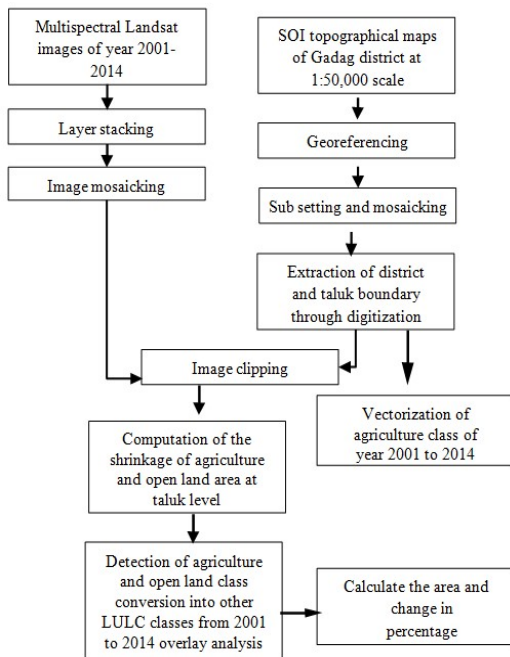 Multispectral Landsat
images of year 2001-
2014
Layer stacking
Image mosaicking
SOI topographical maps
of Gadag district at
1:50,000 scale
Georeferencing
Sub setting and mosaicking
Extraction of district
and taluk boundary
through digitization
Image clipping
Vectorization of
agriculture class of
year 2001 to 2014
Computation of the
shrinkage of agriculture
and open land area at
taluk level
Detection of agriculture
and open land class
conversion into other
LULC classes from 2001
to 2014 overlay analysis
Calculate the area and
change in
percentage